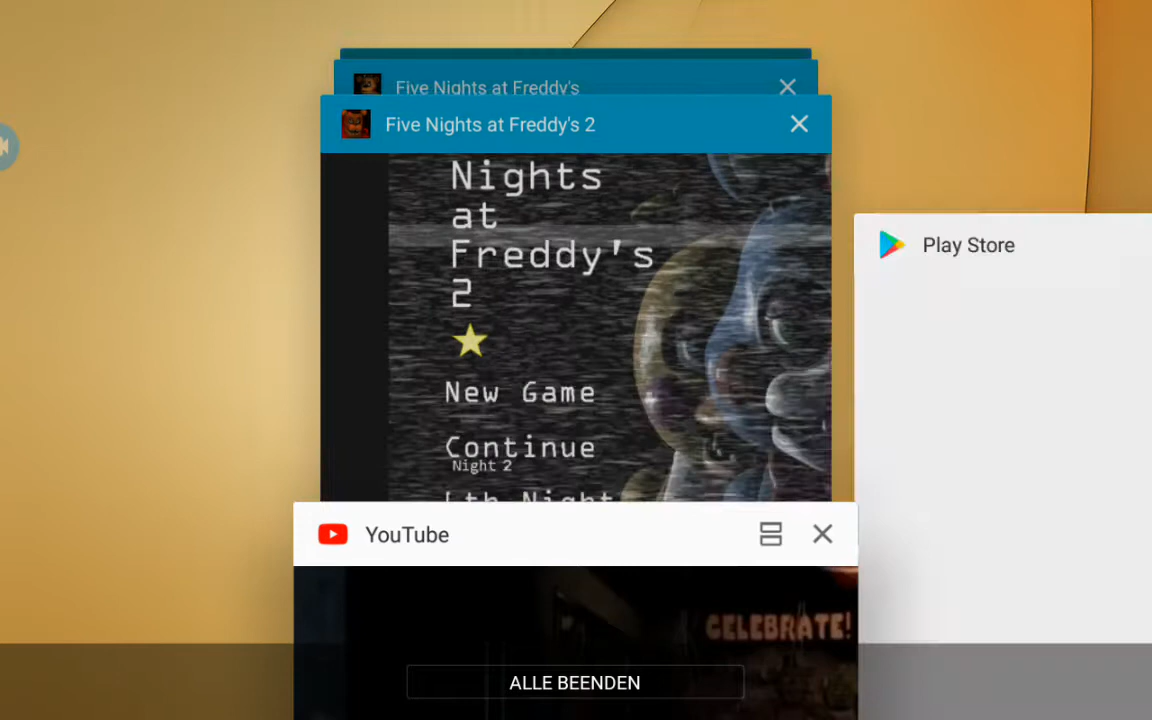 Five Nights at Freddy's
Five Nights at Freddy's 2
Nights
at
Freddy's
2
New Game
Continue
Night 2
Night
Play Store
YouTube
CELEBRATE!
ALLE BEENDEN